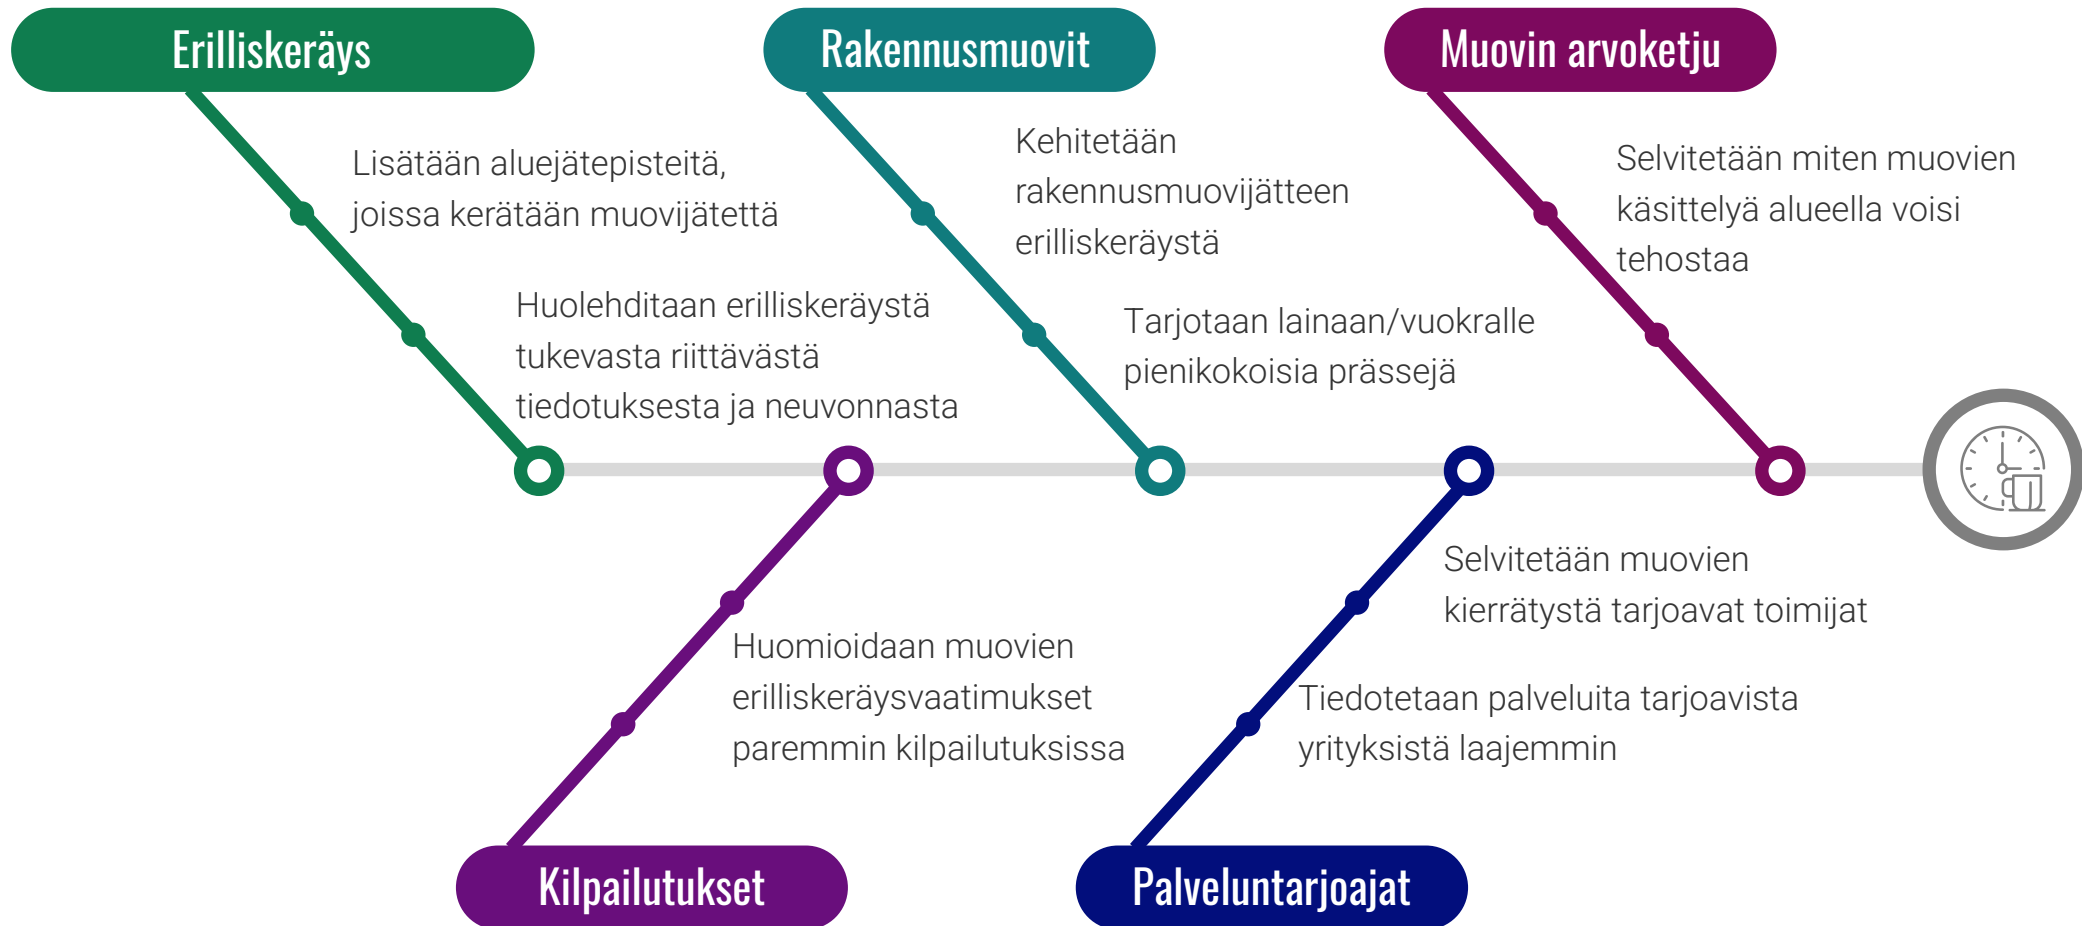 Erilliskeräys
Lisätään aluejätepisteitä,
joissa kerätään muovijätettä
Huolehditaan erilliskeräystä
tukevasta riittävästä
tiedotuksesta ja neuvonnasta
Rakennusmuovit
Kehitetään
rakennusmuovijätteen
erilliskeräystä
Tarjotaan lainaan/vuokralle
pienikokoisia prässejä
Muovin arvoketju
Selvitetään miten muovien
käsittelyä alueella voisi
tehostaa
Huomioidaan muovien
erilliskeräysvaatimukset
paremmin kilpailutuksissa
Kilpailutukset
Selvitetään muovien
kierrätystä tarjoavat toimijat
Tiedotetaan palveluita tarjoavista
yrityksistä laajemmin
Palveluntarjoajat